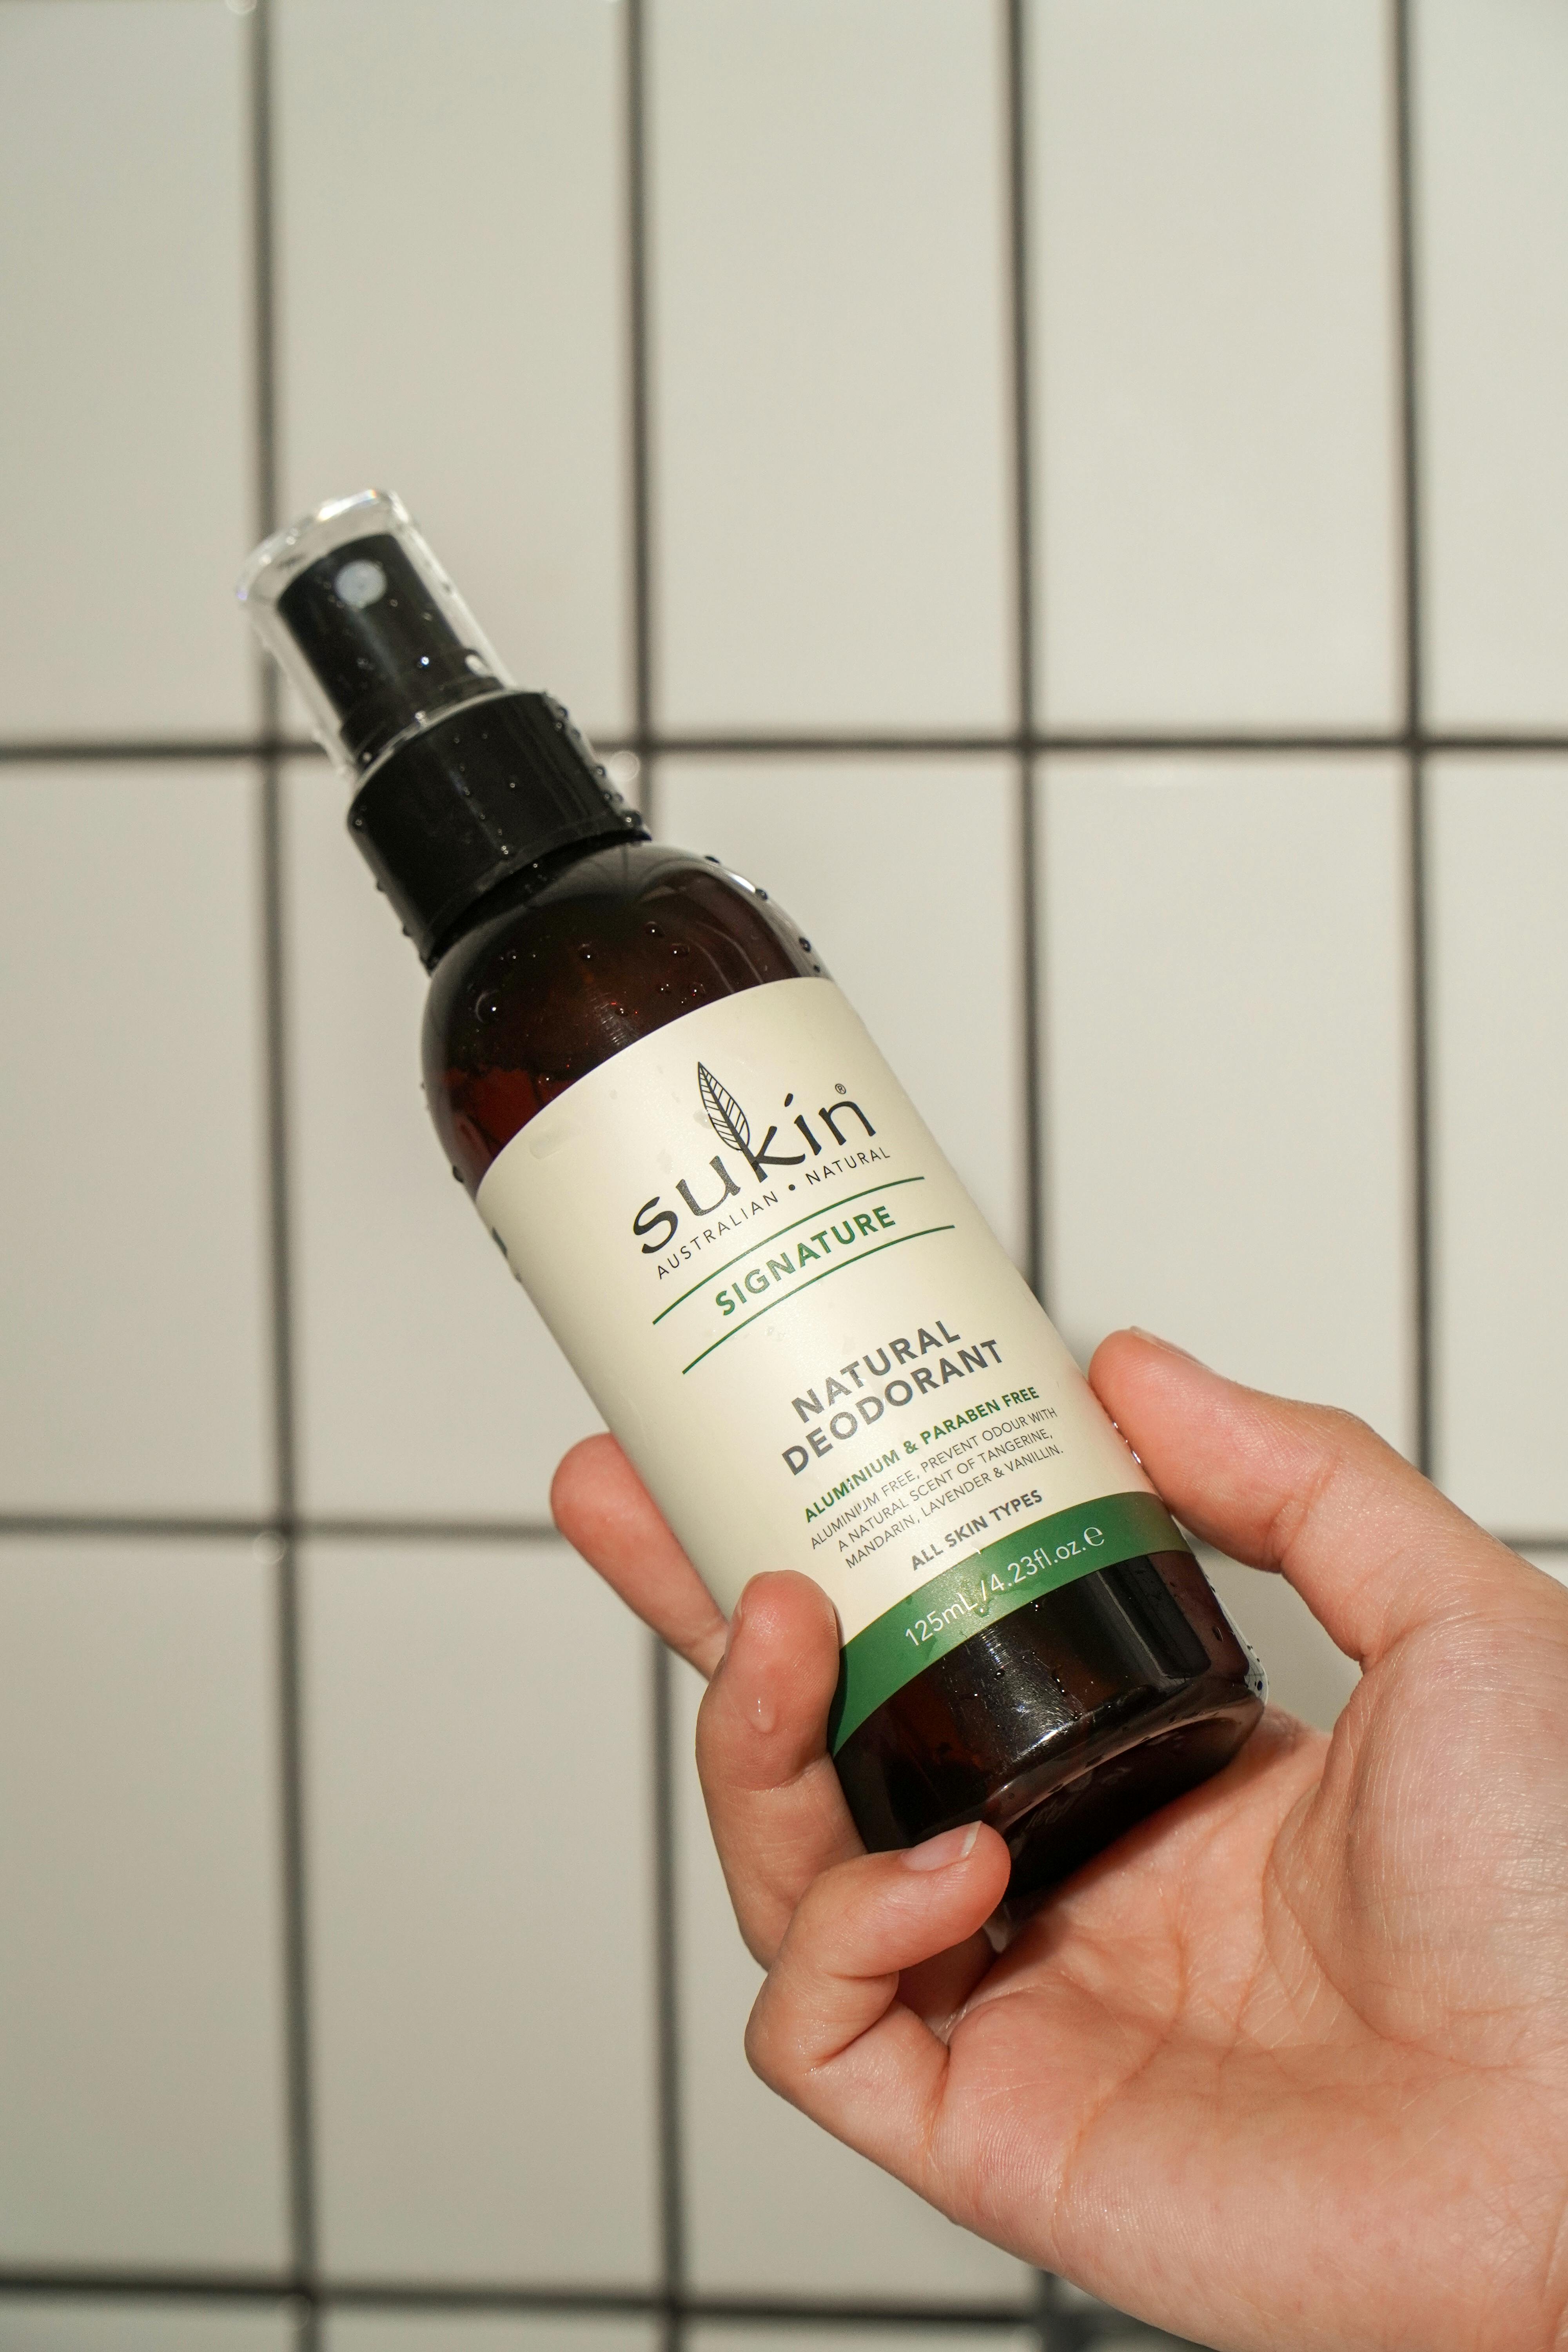 sukin®
AUSTRALIAN • NATURAL
SIGNATURE
NATURAL
DEODORANT
ALUMINIUM & PARABEN FREE
ALUMINIUM FREE, PREVENT ODOUR WITH
A NATURAL SCENT OF TANGERINE,
MANDARIN, LAVENDER & VANILLIN.
ALL SKIN TYPES
125mL / 4.23fl.oz.℮